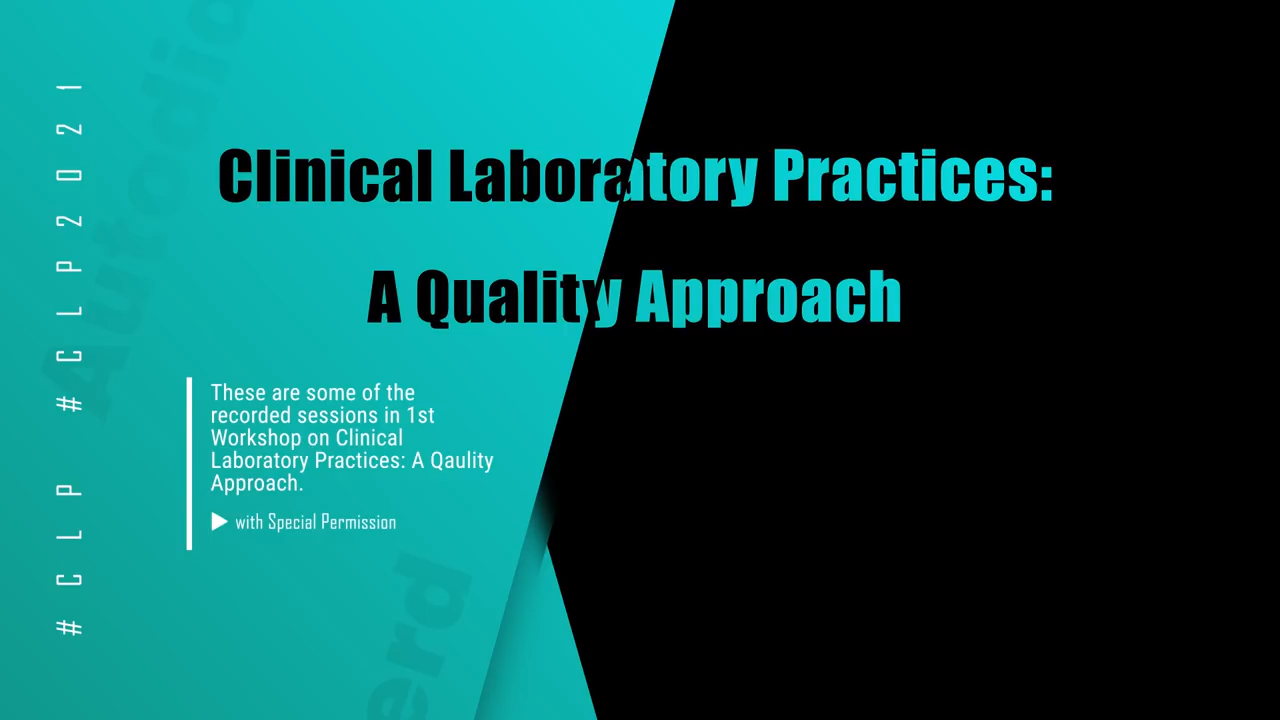 Clinical Laboratory Practices:
A Quality Approach
These are some of the
recorded sessions in 1st
Workshop on Clinical
Laboratory Practices: A Qaulity
Approach.
with Special Permission
#CLP #CLP2021